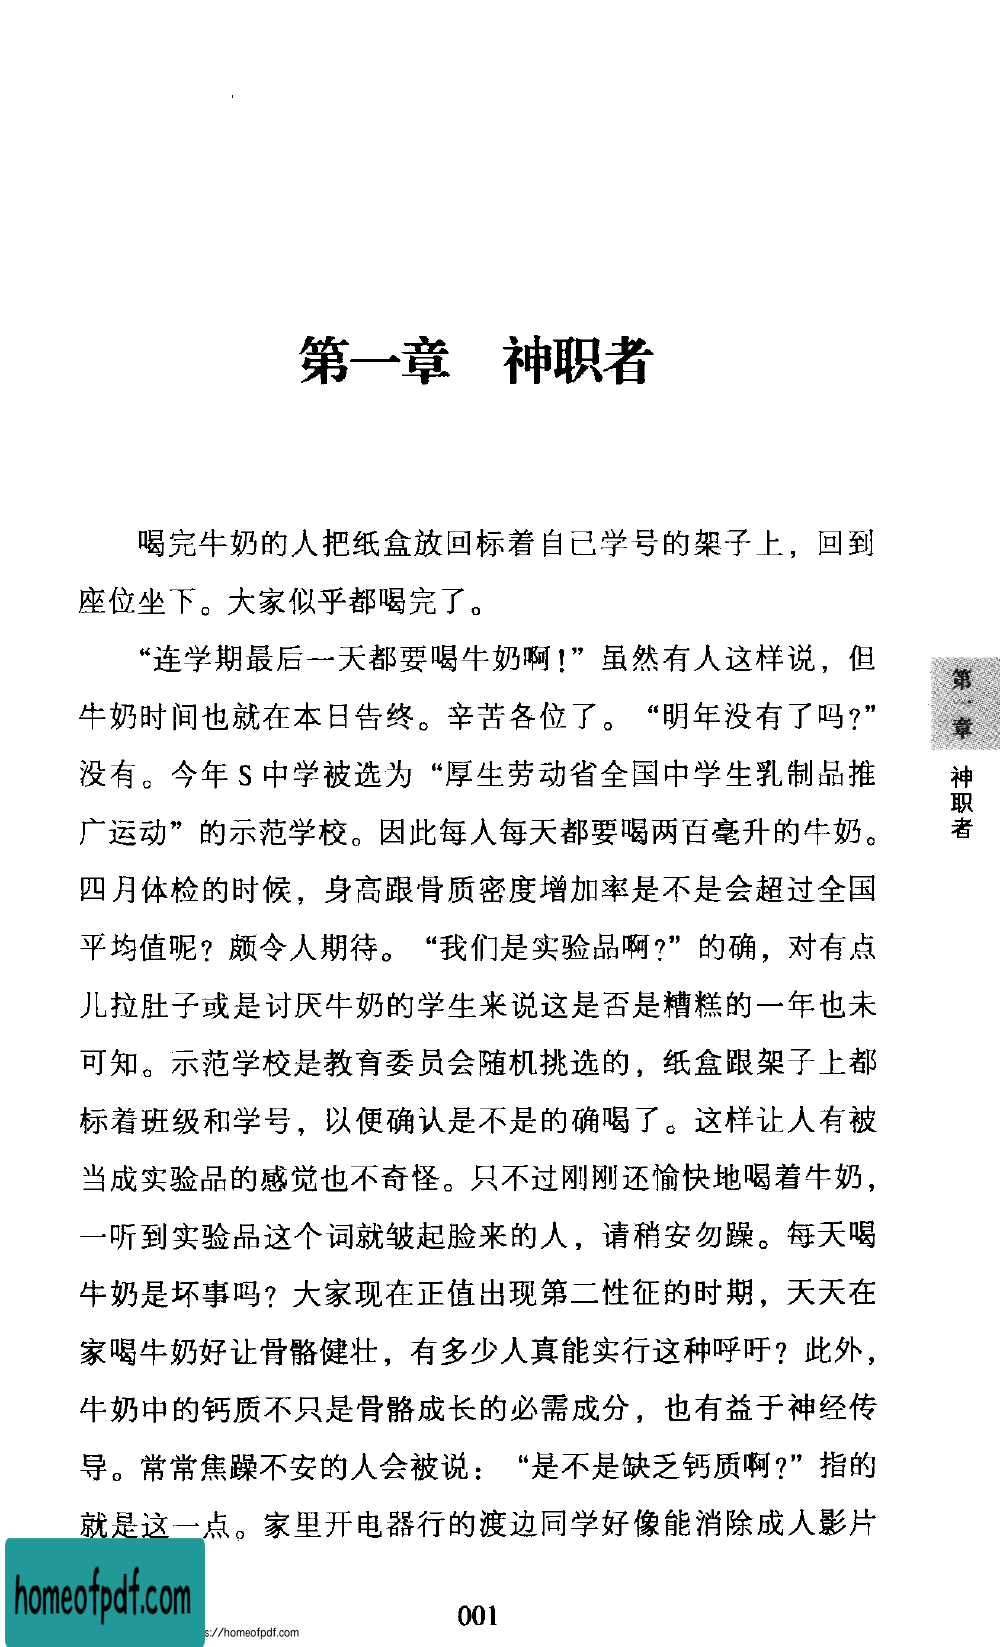 第一章　神职者
喝完牛奶的人把纸盒放回标着自己学号的架子上，回到
座位坐下。大家似乎都喝完了。
“连学期最后一天都要喝牛奶啊！”虽然有人这样说，但
牛奶时间也就在本日告终。辛苦各位了。“明年没有了吗？”
没有。今年 S 中学被选为“厚生劳动省全国中学生乳制品推
广运动”的示范学校。因此每人每天都要喝两百毫升的牛奶。
四月体检的时候，身高跟骨质密度增加率是不是会超过全国
平均值呢？颇令人期待。“我们是实验品啊？”的确，对有点
儿拉肚子或是讨厌牛奶的学生来说这是否是糟糕的一年也未
可知。示范学校是教育委员会随机挑选的，纸盒跟架子上都
标着班级和学号，以便确认是不是的确喝了。这样让人有被
当成实验品的感觉也不奇怪。只不过刚刚还愉快地喝着牛奶，
一听到实验品这个词就皱起脸来的人，请稍安勿躁。每天喝
牛奶是坏事吗？大家现在正值出现第二性征的时期，天天在
家喝牛奶好让骨骼健壮，有多少人真能实行这种呼吁？此外，
牛奶中的钙质不只是骨骼成长的必需成分，也有益于神经传
导。常常焦躁不安的人会被说：“是不是缺乏钙质啊？”指的
就是这一点。家里开电器行的渡边同学好像能消除成人影片
第一章
神职者
001
homeofpdf.com
s://homeofpdf.com